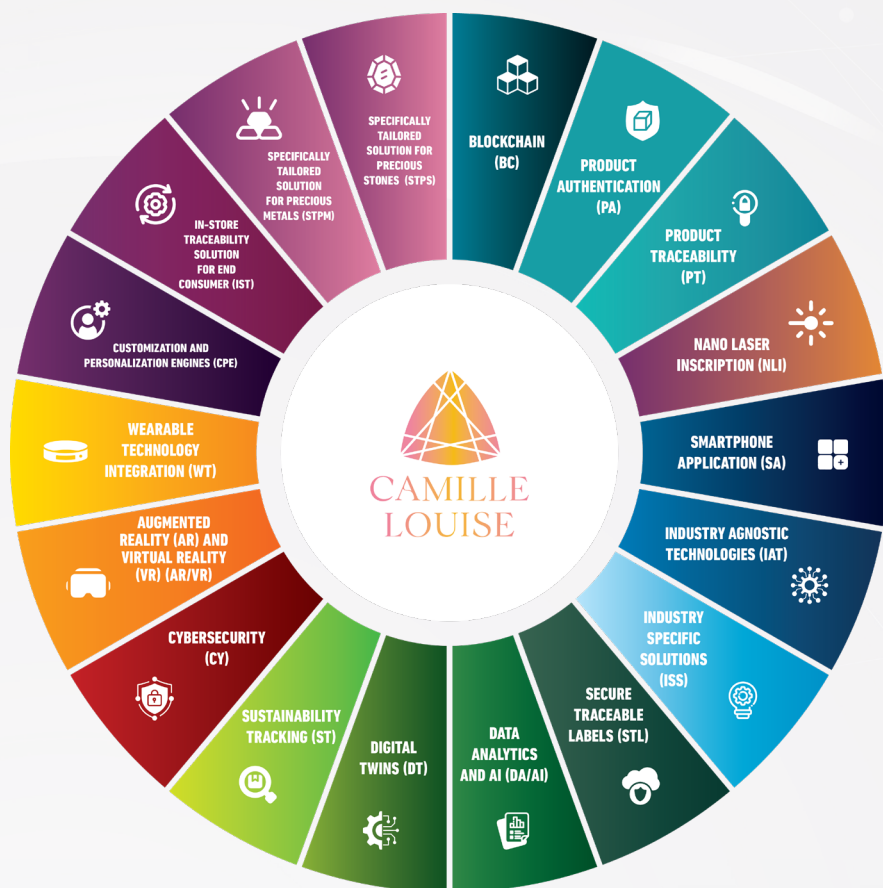 BLOCKCHAIN
(BC)
PRODUCT
AUTHENTICATION
(PA)
PRODUCT
TRACEABILITY
(PT)
NANO LASER
INSCRIPTION (NLI)
SMARTPHONE
APPLICATION (SA)
INDUSTRY AGNOSTIC
TECHNOLOGIES (IAT)
INDUSTRY
SPECIFIC
SOLUTIONS
(ISS)
SECURE
TRACEABLE
LABELS (STL)
DATA
ANALYTICS
AND AI (DA/AI)
DIGITAL
TWINS (DT)
SUSTAINABILITY
TRACKING (ST)
CYBERSECURITY
(CY)
AUGMENTED
REALITY (AR) AND
VIRTUAL REALITY
(VR) (AR/VR)
WEARABLE
TECHNOLOGY
INTEGRATION (WT)
CUSTOMIZATION AND
PERSONALIZATION ENGINES (CPE)
IN-STORE
TRACEABILITY
SOLUTION
FOR END
CONSUMER (IST)
SPECIFICALLY
TAILORED
SOLUTION
FOR PRECIOUS
METALS (STPM)
SPECIFICALLY
TAILORED
SOLUTION FOR
PRECIOUS
STONES (STPS)
CAMILLE
LOUISE